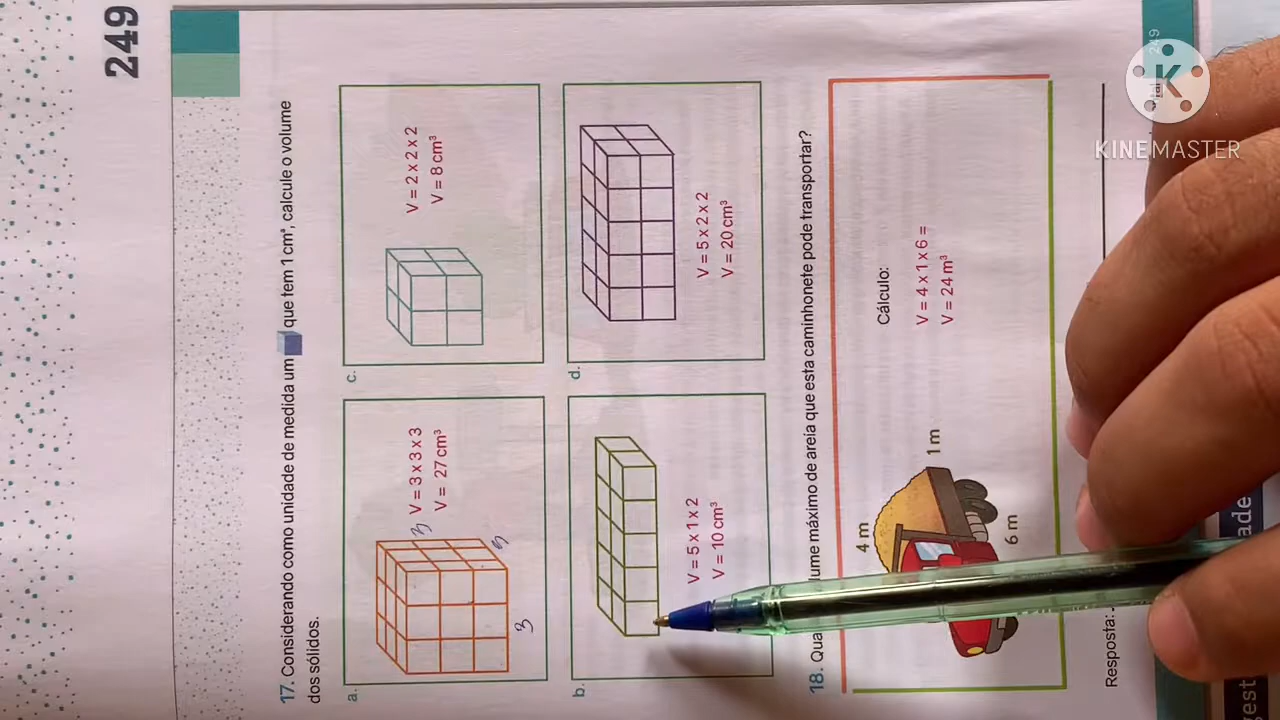 249
17. Considerando como unidade de medida um que tem 1 cm³, calcule o volume
dos sólidos.
a.
V = 3 x 3 x 3
V = 27 cm³
3
3
3
c.
V = 2 x 2 x 2
V = 8 cm³
b.
V = 5 x 1 x 2
V = 10 cm³
d.
V = 5 x 2 x 2
V = 20 cm³
18. lume máximo de areia que esta caminhonete pode transportar?
4 m
1 m
6 m
Cálculo:
V = 4 x 1 x 6 =
V = 24 m³
Resposta:
249
K
KINEMASTER